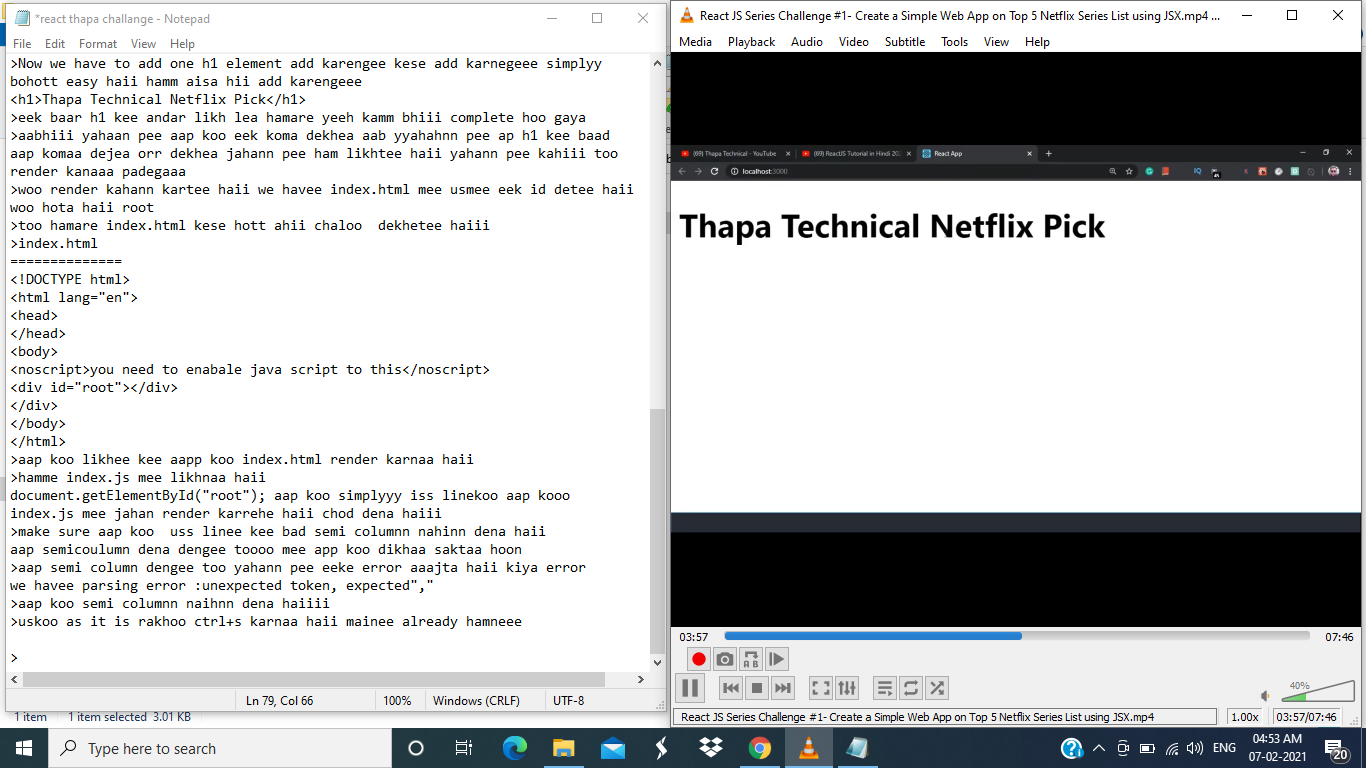 *react thapa challange - Notepad
File Edit Format View Help
>Now we have to add one h1 element add karengee kese add karnegeee simplyy
bohott easy haii hamm aisa hii add karengeee
<h1>Thapa Technical Netflix Pick</h1>
>eek baar h1 kee andar likh lea hamare yeeh kamm bhiii complete hoo gaya
>aabhiii yahaan pee aap koo eek koma dekhea aab yyahahnn pee ap h1 kee baad
aap komaa dejea orr dekhea jahann pee ham likhtee haii yahann pee kahiii too
render kanaaa padegaaa
>woo render kahann kartee haii we havee index.html mee usmee eek id detee haii
woo hota haii root
>too hamare index.html kese hott ahii chaloo  dekhetee haiii
>index.html
==============
<!DOCTYPE html>
<html lang="en">
<head>
</head>
<body>
<noscript>you need to enabale java script to this</noscript>
<div id="root"></div>
</div>
</body>
</html>
>aap koo likhee kee aapp koo index.html render karnaa haii
>hamme index.js mee likhnaa haii
document.getElementById("root"); aap koo simplyyy iss linekoo aap kooo
index.js mee jahan render karrehe haii chod dena haiii
>make sure aap koo  uss linee kee bad semi columnn nahinn dena haii
aap semicoulumn dena dengee toooo mee app koo dikhaa saktaa hoon
>aap semi column dengee too yahann pee eeke error aaajta haii kiya error
we havee parsing error :unexpected token, expected","
>aap koo semi columnn naihnn dena haiiii
>uskoo as it is rakhoo ctrl+s karnaa haii mainee already hamneee
>
Ln 79, Col 66 100% Windows (CRLF) UTF-8
1 item 1 item selected 3.01 KB
React JS Series Challenge #1- Create a Simple Web App on Top 5 Netflix Series List using JSX.mp4 ...
Media Playback Audio Video Subtitle Tools View Help
(69) Thapa Technical - YouTube (69) ReactJS Tutorial in Hindi 20 React App
localhost:3000
Thapa Technical Netflix Pick
03:57 07:46
A B
40%
React JS Series Challenge #1- Create a Simple Web App on Top 5 Netflix Series List using JSX.mp4 1.00x 03:57/07:46
Type here to search
ENG 04:53 AM
07-02-2021 20